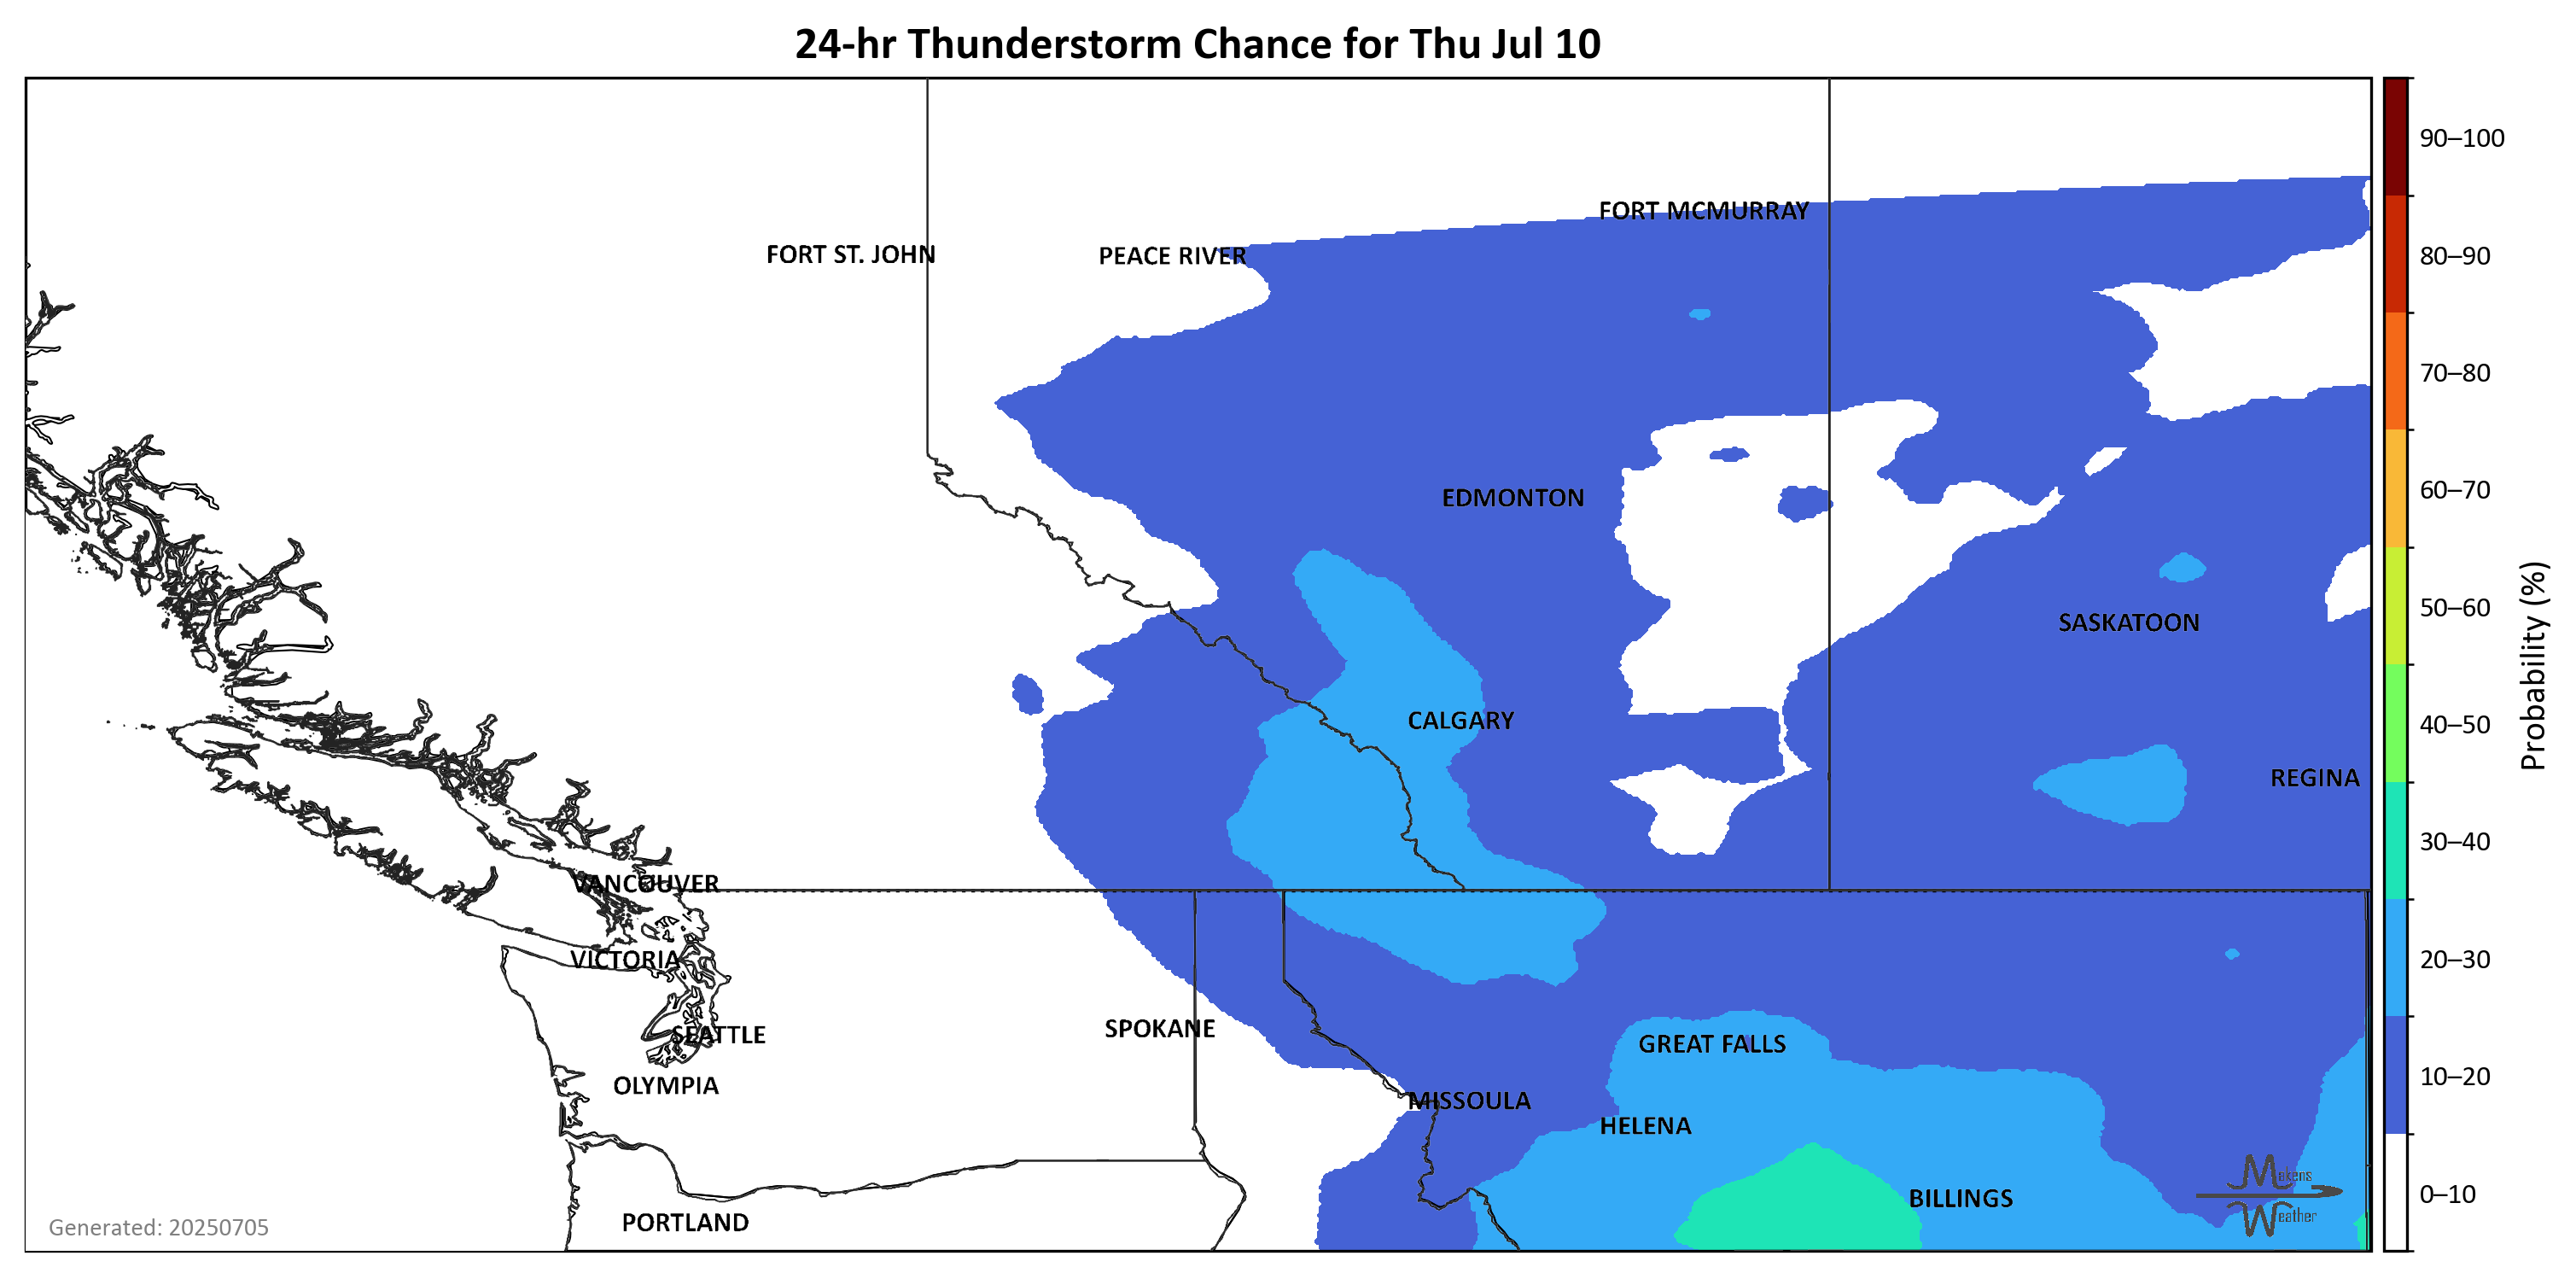 24-hr Thunderstorm Chance for Thu Jul 10
FORT MCMURRAY
FORT ST. JOHN
PEACE RIVER
EDMONTON
SASKATOON
CALGARY
REGINA
VANCOUVER
VICTORIA
SEATTLE
SPOKANE
GREAT FALLS
OLYMPIA
MISSOULA
HELENA
BILLINGS
PORTLAND
Makens
Weather
Generated: 20250705
90–100
80–90
70–80
60–70
50–60
40–50
30–40
20–30
10–20
0–10
Probability (%)